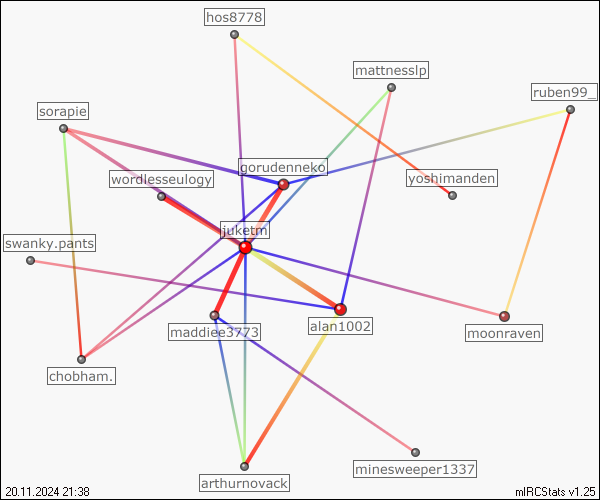 hos8778
mattnesslp
ruben99_
sorapie
gorudenneko
wordlesseulogy
yoshimanden
juketm
swanky.pants
maddiee3773
alan1002
moonraven
chobham.
minesweeper1337
arthurnovack
20.11.2024 21:38
mIRCStats v1.25